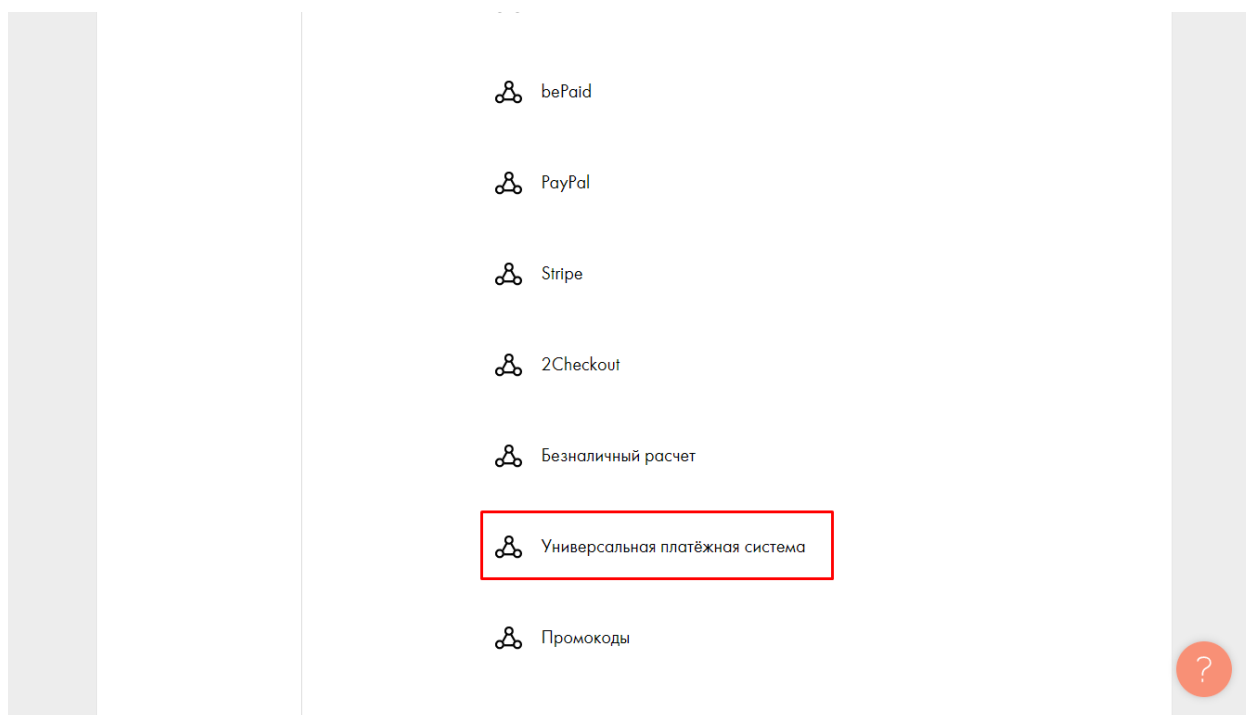 bePaid
PayPal
Stripe
2Checkout
Безналичный расчет
Универсальная платёжная система
Промокоды
?